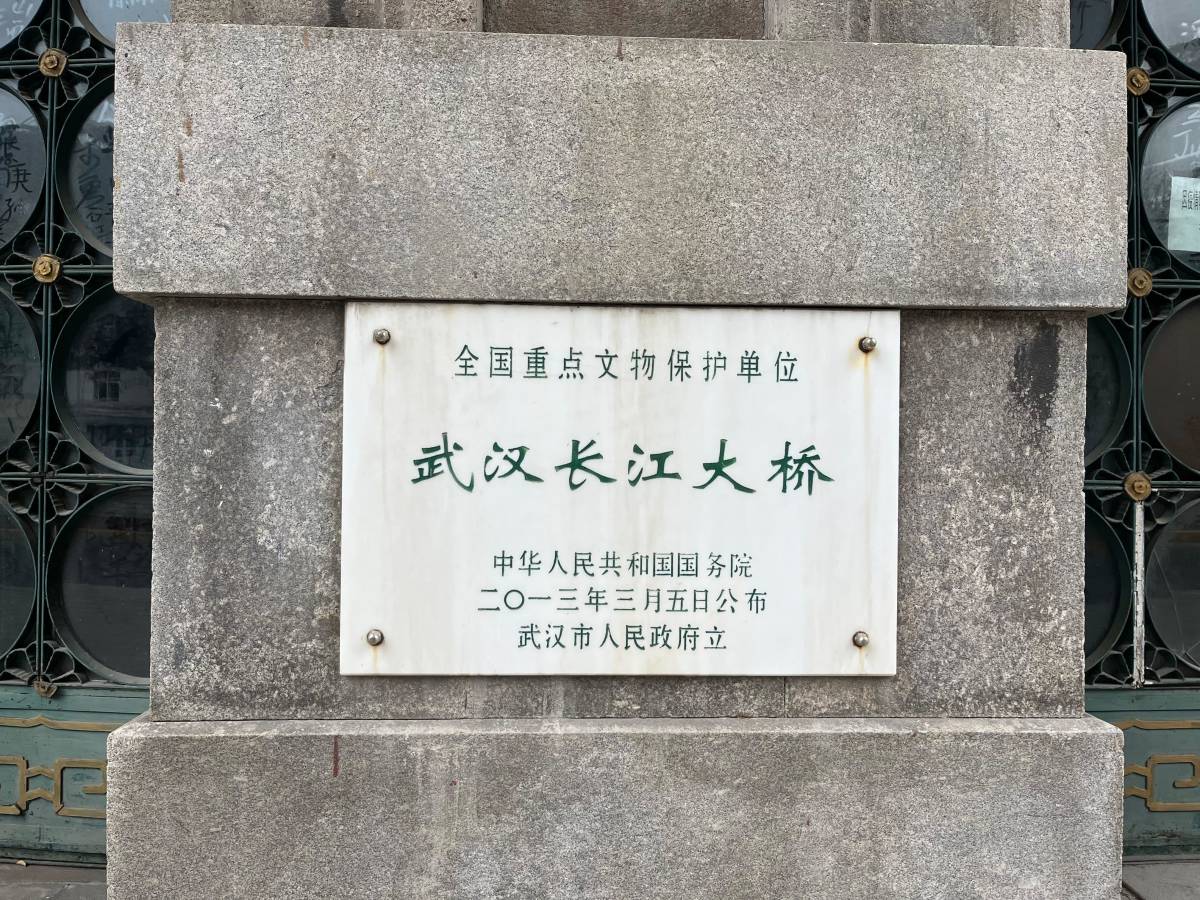 全国重点文物保护单位
武汉长江大桥
中华人民共和国国务院
二〇一三年三月五日公布
武汉市人民政府立